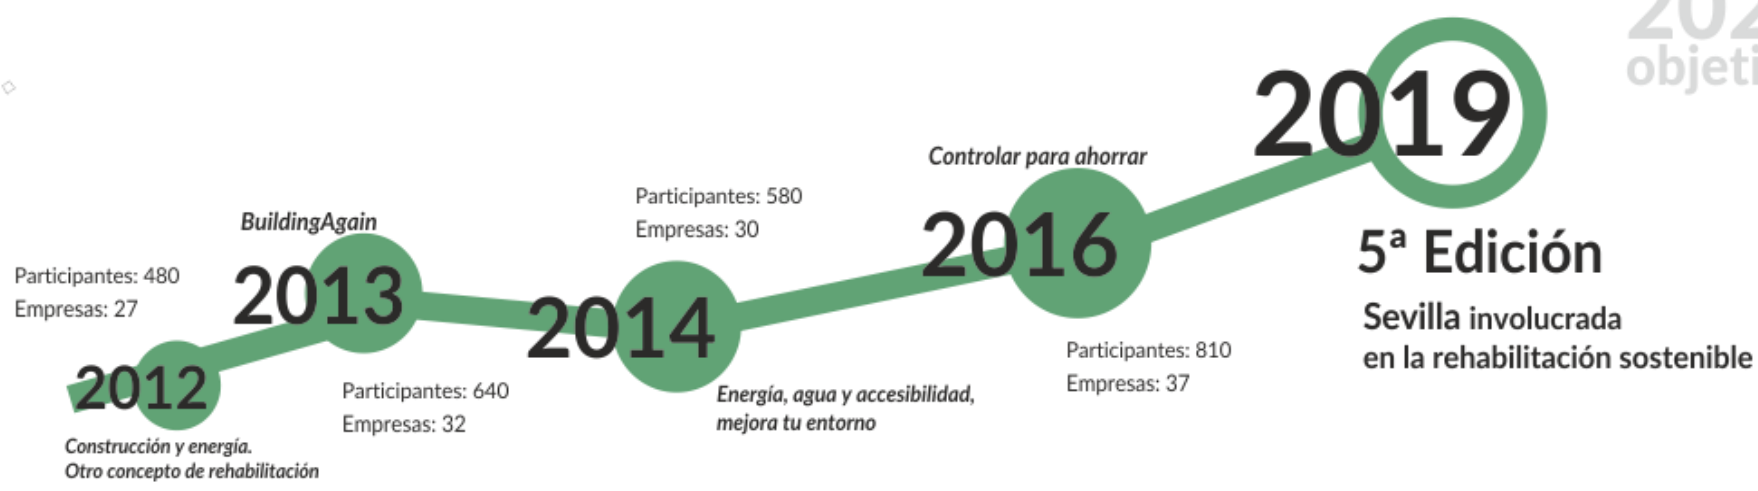 Participantes: 480
Empresas: 27
2012
Construcción y energía.
Otro concepto de rehabilitación
BuildingAgain
2013
Participantes: 640
Empresas: 32
Participantes: 580
Empresas: 30
2014
Energía, agua y accesibilidad,
mejora tu entorno
Controlar para ahorrar
2016
Participantes: 810
Empresas: 37
2019
5ª Edición
Sevilla involucrada
en la rehabilitación sostenible